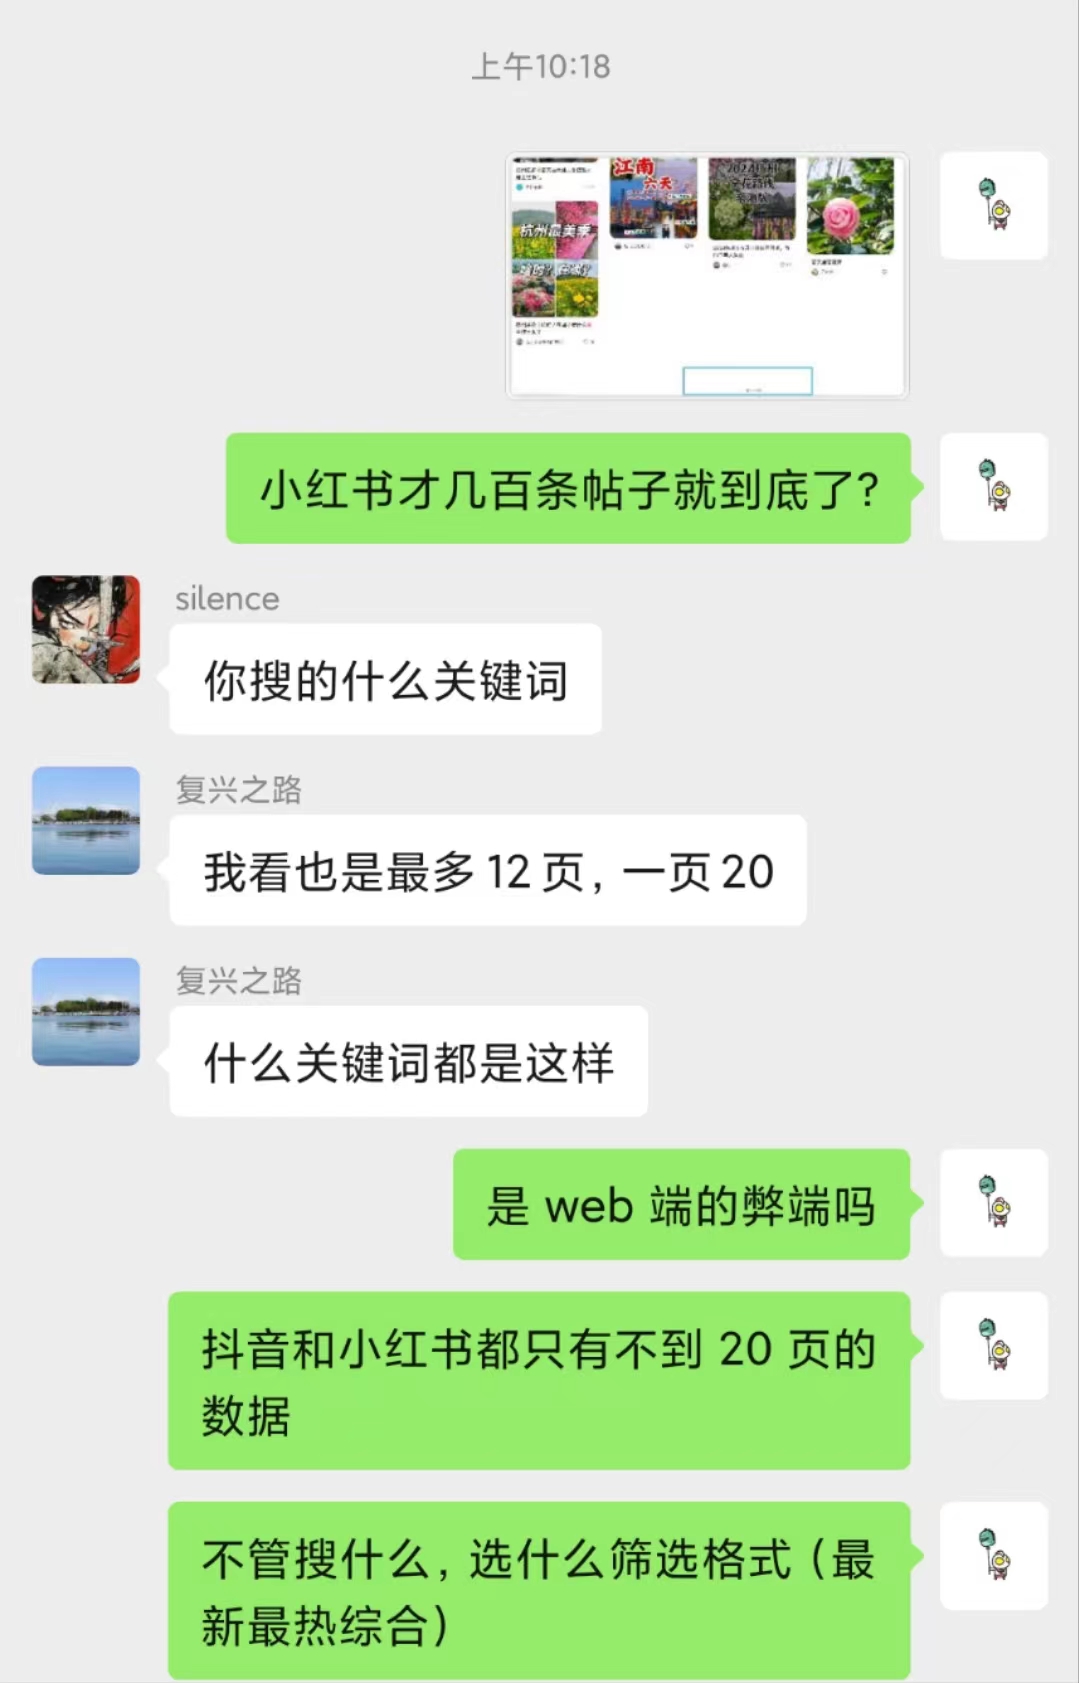 上午10:18
江南
六天
杭州最美季
小红书才几百条帖子就到底了?
silence
你搜的什么关键词
复兴之路
我看也是最多 12 页，一页 20
复兴之路
什么关键词都是这样
是 web 端的弊端吗
抖音和小红书都只有不到 20 页的
数据
不管搜什么，选什么筛选格式（最
新最热综合）